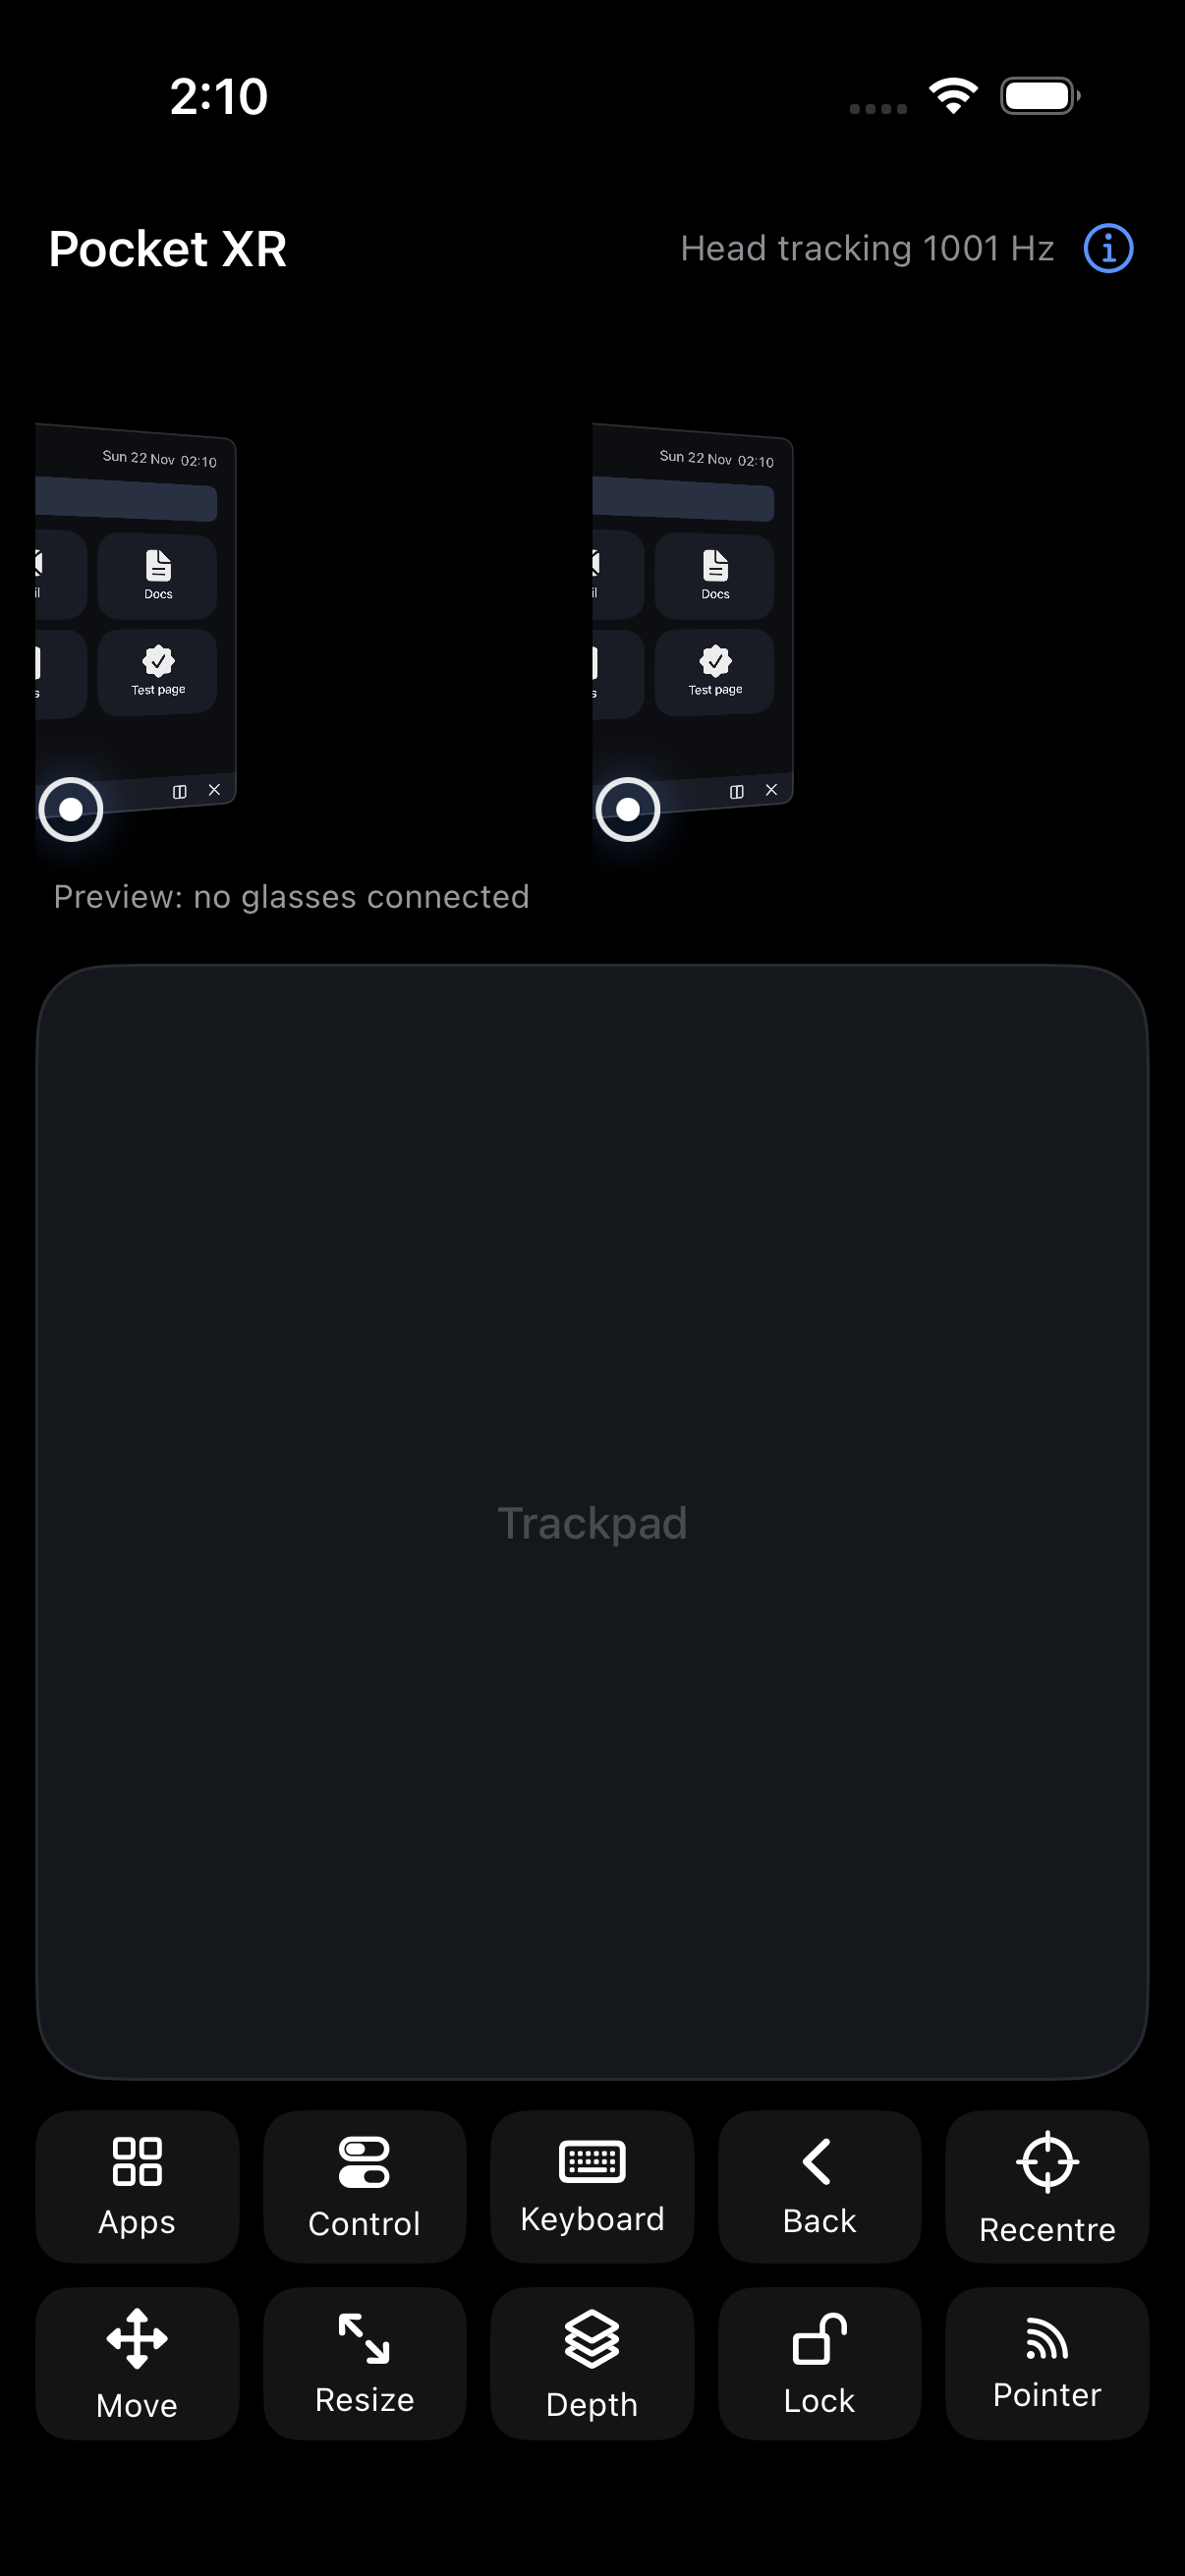 2:10
Pocket XR
Head tracking 1001 Hz
Sun 22 Nov 02:10
Sun 22 Nov 02:10
il
Docs
il
Docs
s
Test page
s
Test page
Preview: no glasses connected
Trackpad
Apps
Control
Keyboard
Back
Recentre
Move
Resize
Depth
Lock
Pointer